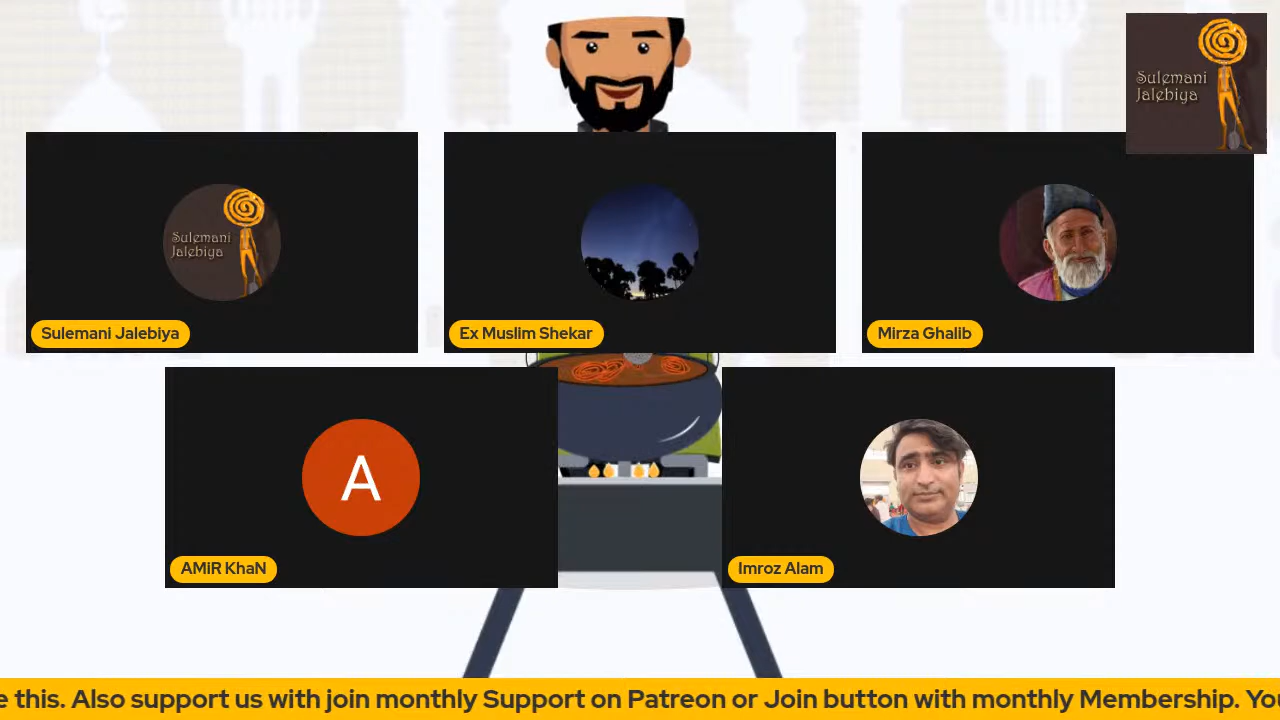 Sulemani
Jalebiya
Sulemani
Jalebiya
Sulemani Jalebiya
Ex Muslim Shekar
Mirza Ghalib
A
AMiR KhaN
Imroz Alam
this. Also support us with join monthly Support on Patreon or Join button with monthly Membership.